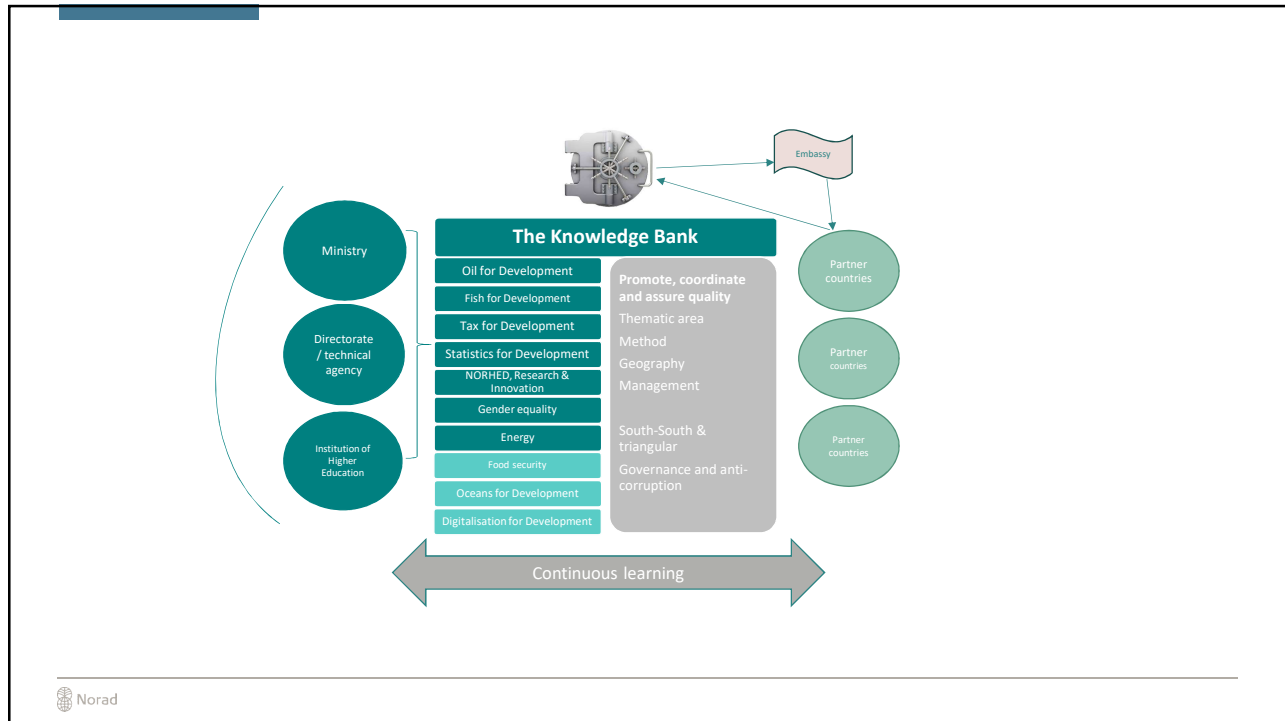 Embassy
Ministry
Directorate
/ technical
agency
Institution of
Higher
Education
The Knowledge Bank
Oil for Development
Fish for Development
Tax for Development
Statistics for Development
NORHED, Research &
Innovation
Gender equality
Energy
Food security
Oceans for Development
Digitalisation for Development
Promote, coordinate
and assure quality
Thematic area
Method
Geography
Management
South-South &
triangular
Governance and anti-
corruption
Partner
countries
Partner
countries
Partner
countries
Continuous learning
Norad